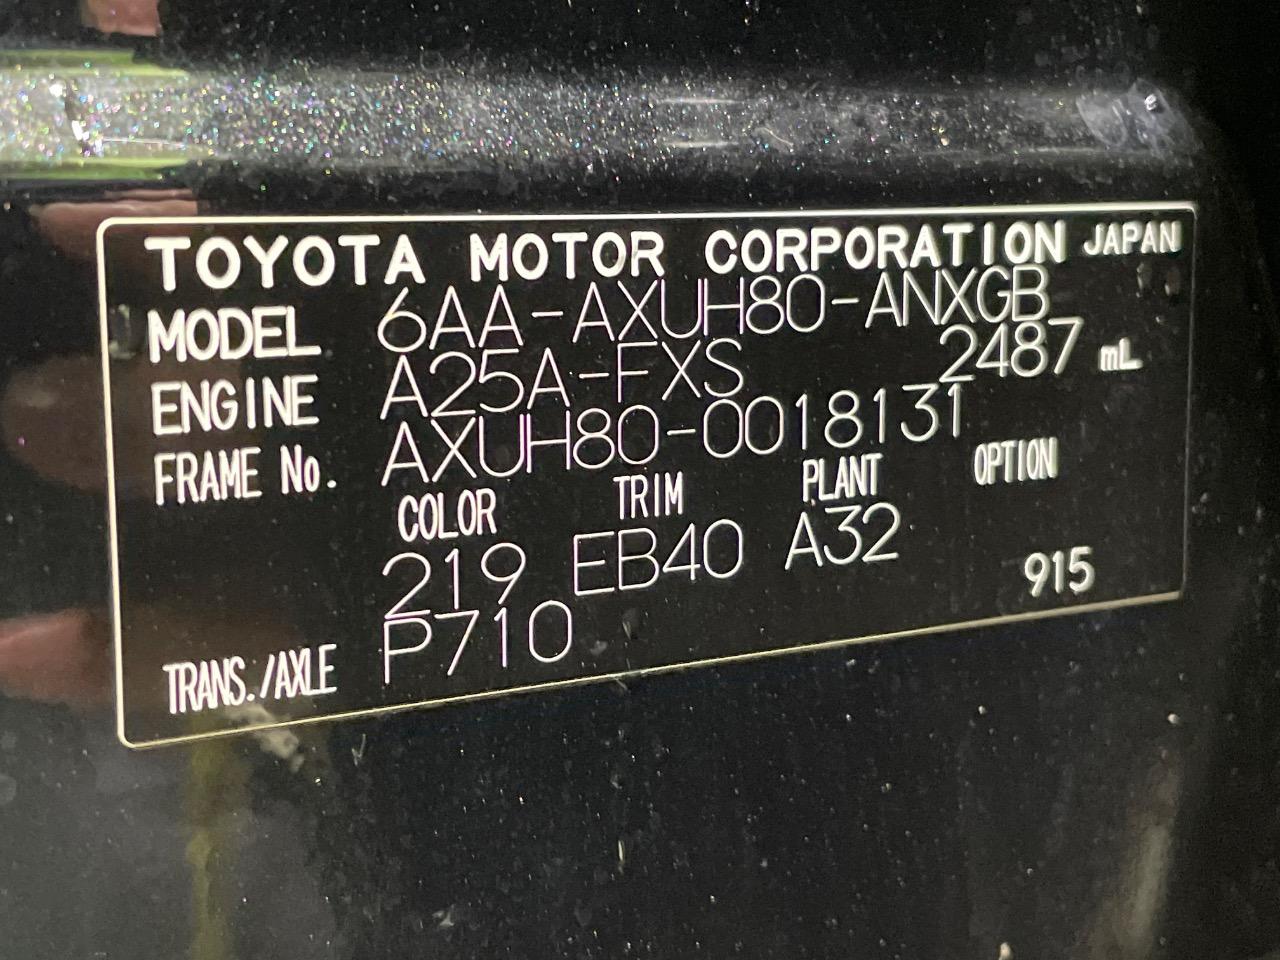 TOYOTA MOTOR CORPORATION JAPAN
MODEL 6AA-AXUH80-ANXGB
ENGINE A25A-FXS 2487 mL
FRAME No. AXUH80-0018131
COLOR TRIM PLANT OPTION
219 EB40 A32
TRANS./AXLE P710 915